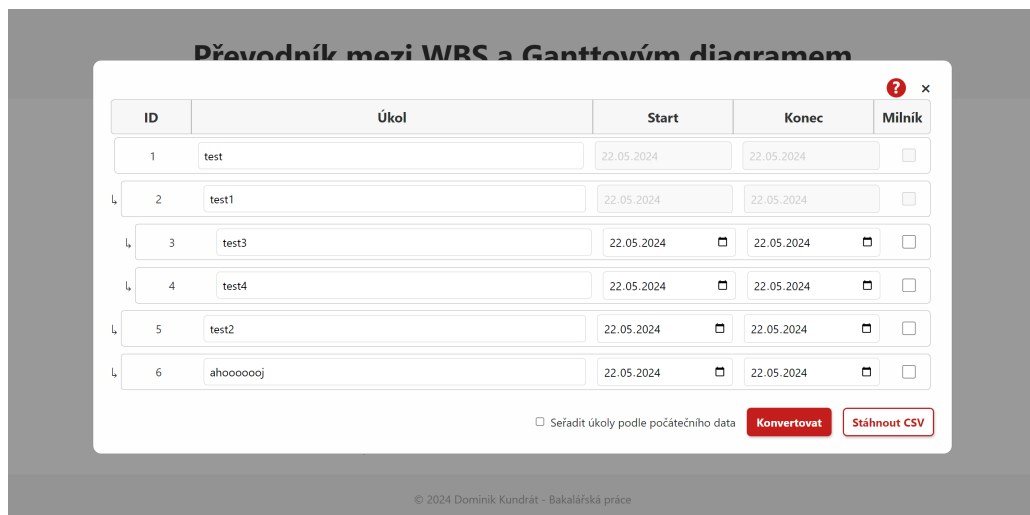 Převodník mezi WBS a Ganttovým diagramem
? ×
ID Úkol Start Konec Milník
1 test 22.05.2024 22.05.2024
↳ 2 test1 22.05.2024 22.05.2024
↳ 3 test3 22.05.2024 22.05.2024
↳ 4 test4 22.05.2024 22.05.2024
↳ 5 test2 22.05.2024 22.05.2024
↳ 6 ahooooooj 22.05.2024 22.05.2024
Seřadit úkoly podle počátečního data Konvertovat Stáhnout CSV
© 2024 Dominik Kundrát - Bakalářská práce